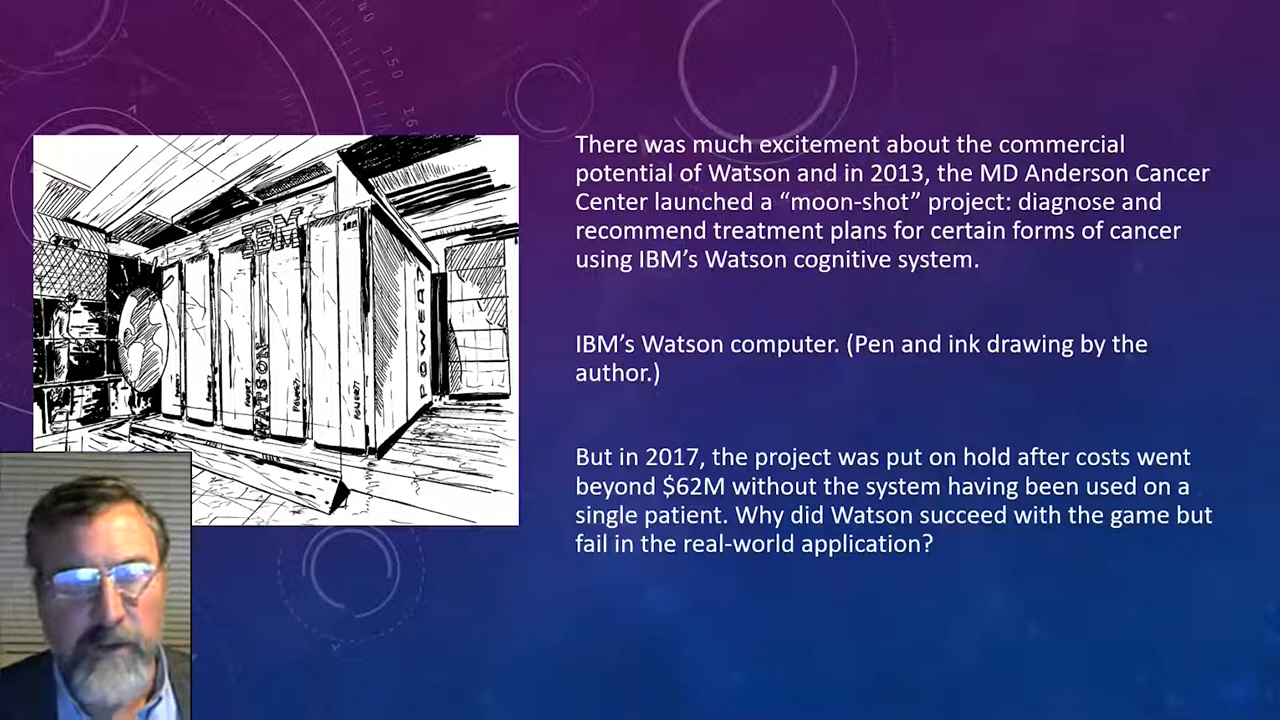 150
IBM
WATSON
POWER7
POWER7
POWER7
POWER
There was much excitement about the commercial
potential of Watson and in 2013, the MD Anderson Cancer
Center launched a “moon-shot” project: diagnose and
recommend treatment plans for certain forms of cancer
using IBM’s Watson cognitive system.
IBM’s Watson computer. (Pen and ink drawing by the
author.)
But in 2017, the project was put on hold after costs went
beyond $62M without the system having been used on a
single patient. Why did Watson succeed with the game but
fail in the real-world application?